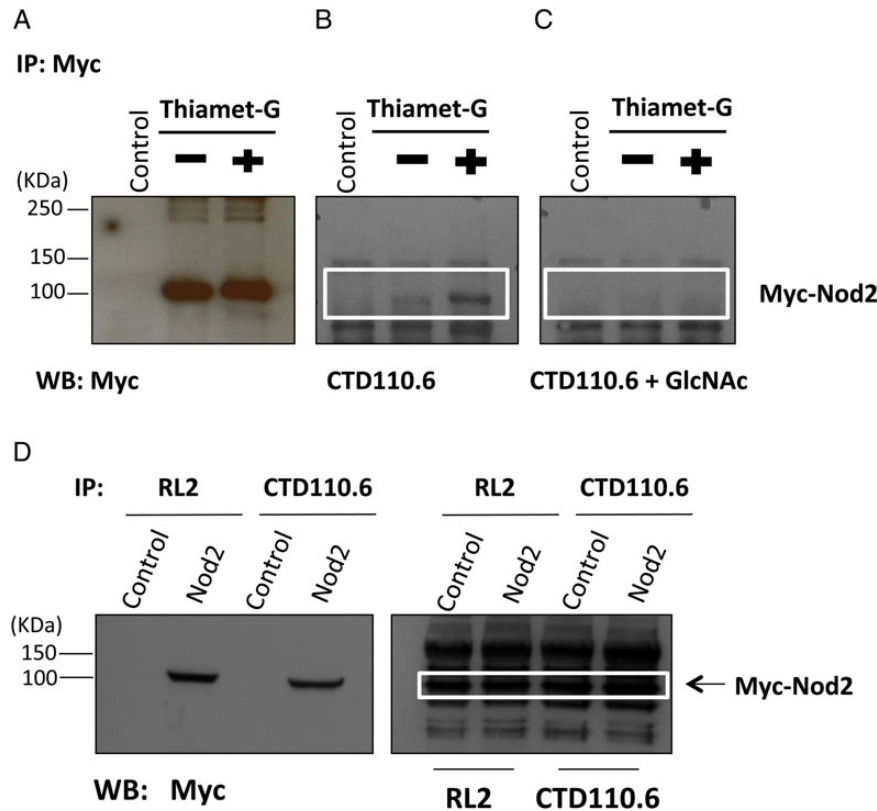 A
B
C
IP: Myc
Control
Thiamet-G
− +
Control
Thiamet-G
− +
Control
Thiamet-G
− +
(KDa)
250
150
100
Myc-Nod2
WB: Myc
CTD110.6
CTD110.6 + GlcNAc
D
IP:
RL2
CTD110.6
RL2
CTD110.6
Control
Nod2
Control
Nod2
Control
Nod2
Control
Nod2
(KDa)
150
100
Myc-Nod2
WB: Myc
RL2
CTD110.6